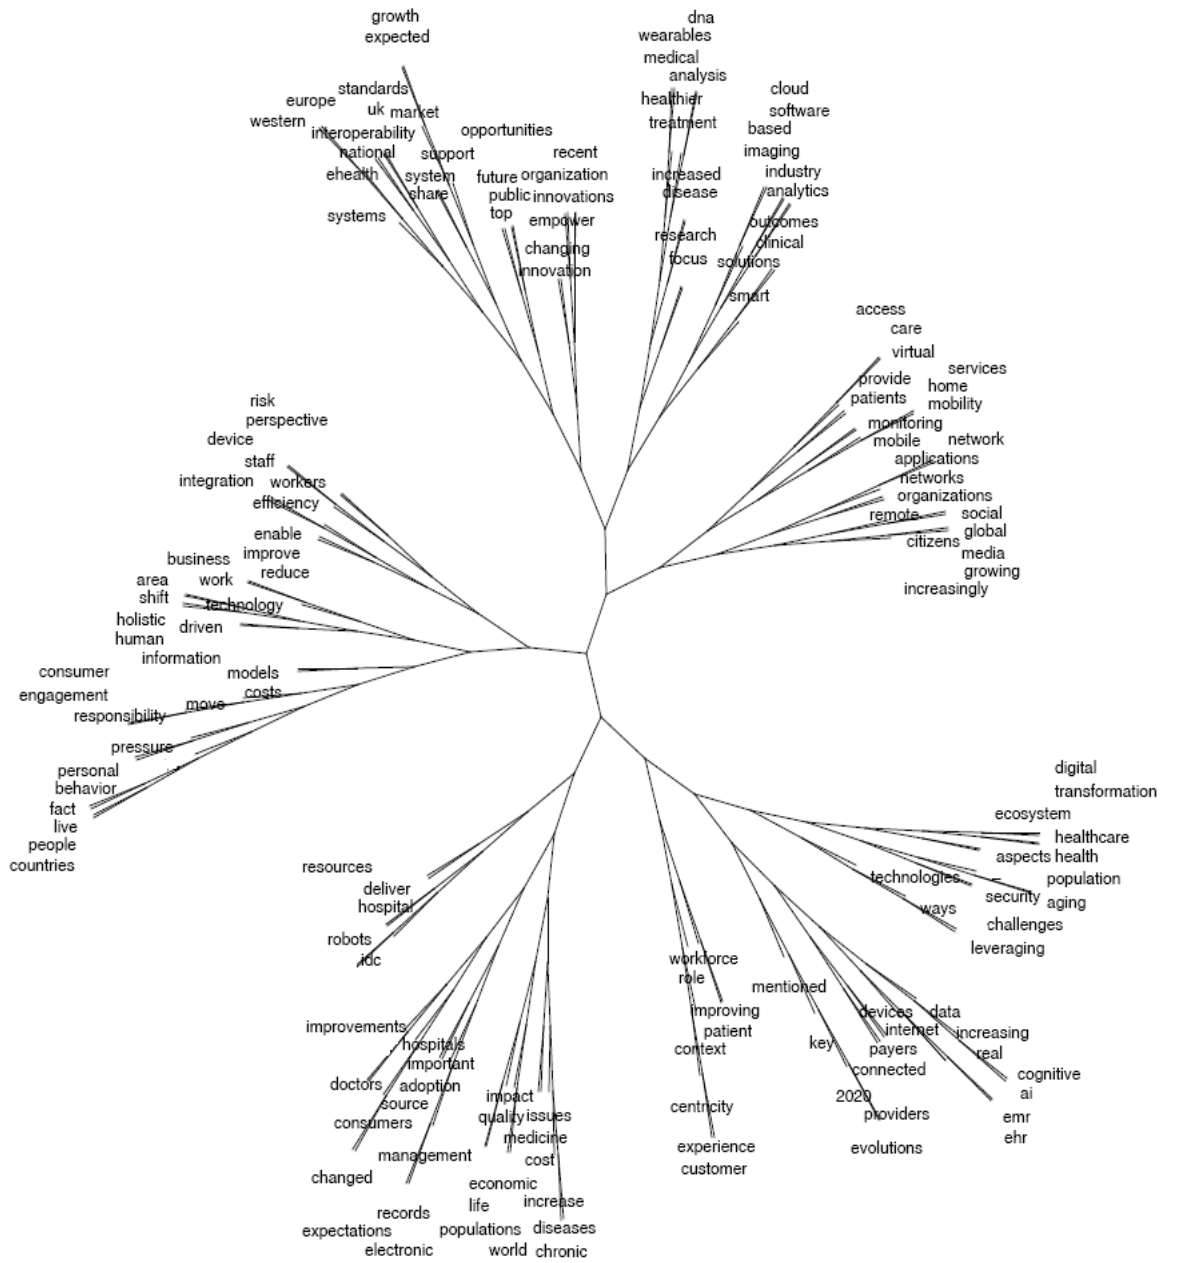 growth
expected
standards
europe
uk market
western
interoperability
national
support
ehealth
system
share
systems
opportunities
recent
future organization
public innovations
top
empower
changing
innovation
dna
wearables
medical
analysis
healthier
treatment
increased
disease
research
focus
cloud
software
based
imaging
industry
analytics
outcomes
clinical
solutions
smart
access
care
virtual
services
provide
home
patients
mobility
monitoring
mobile
network
applications
networks
organizations
remote
social
global
citizens
media
growing
increasingly
risk
perspective
device
staff
integration workers
efficiency
enable
improve
business
reduce
area
work
shift
technology
holistic
driven
human
information
consumer
models
engagement
costs
move
responsibility
pressure
personal
behavior
fact
live
people
countries
digital
transformation
ecosystem
healthcare
aspects health
technologies
population
security
aging
ways
challenges
leveraging
resources
deliver
hospital
robots
idc
workforce
role
mentioned
improving
patient
context
devices data
internet
increasing
key
payers
real
connected
cognitive
2020
ai
providers
emr
ehr
evolutions
centricity
experience
customer
improvements
hospitals
important
doctors
adoption
source
consumers
management
changed
records
expectations
electronic
impact
quality issues
medicine
cost
economic
life
increase
populations
diseases
world
chronic